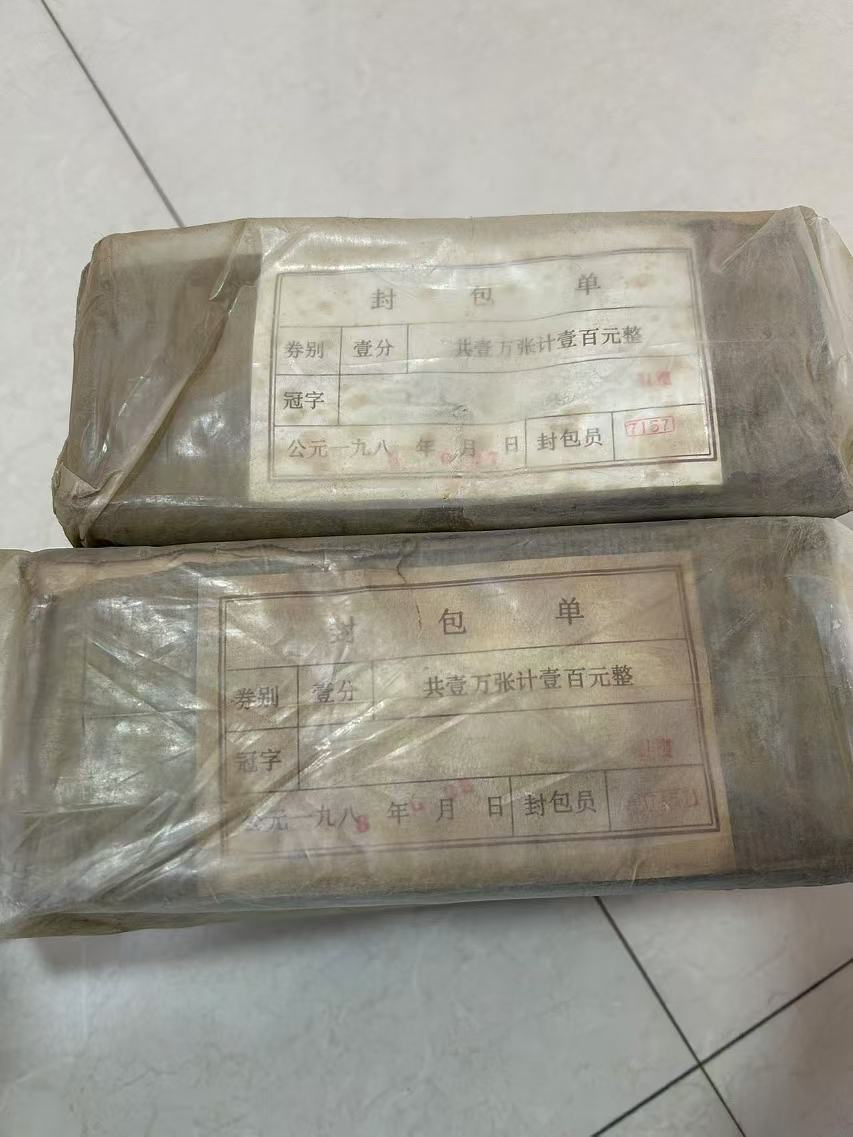 封 包 单
券别 壹分 共壹万张计壹百元整
冠字
公元一九八 年 月 日 封包员 7157
封 包 单
券别 壹分 共壹万张计壹百元整
冠字
公元一九八8 年6月 日 封包员